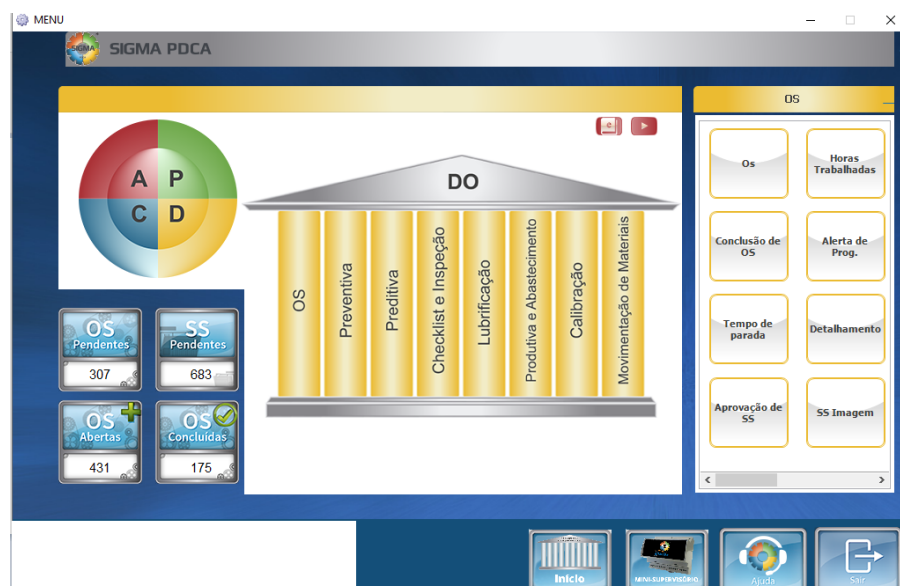 MENU
SIGMA
SIGMA PDCA
OS
A P
C D
DO
OS
Preventiva
Preditiva
Checklist e Inspeção
Lubrificação
Produtiva e Abastecimento
Calibração
Movimentação de Materiais
Os
Horas
Trabalhadas
Conclusão de
OS
Alerta de
Prog.
Tempo de
parada
Detalhamento
Aprovação de
SS
SS Imagem
OS
Pendentes
307
SS
Pendentes
683
OS
Abertas
431
OS
Concluídas
175
Início
MINI-SUPERVISÓRIO
Ajuda
Sair